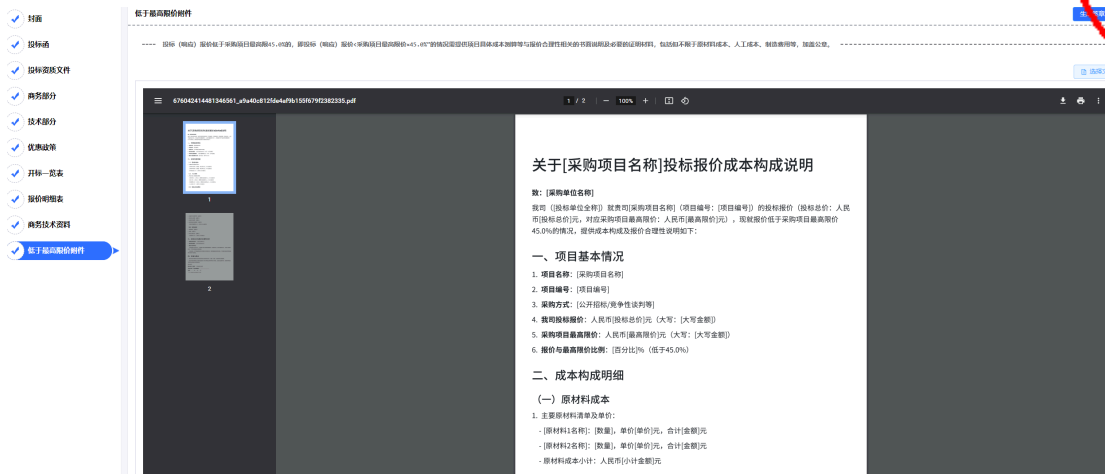 封面
投标函
投标资质文件
商务部分
技术部分
优惠政策
开标一览表
报价明细表
商务技术资料
低于最高限价附件
低于最高限价附件
---- 投标（响应）报价低于采购项目最高限45.0%的，即投标（响应）报价<采购项目最高限价×45.0%"的情况需提供项目具体成本测算等与报价合理性相关的书面说明及必要的证明材料，包括但不限于原材料成本、人工成本、制造费用等，加盖公章。
选择
676042414481346561_a9a40c812fde4af9b155f679f2382335.pdf
1 / 2
100%
1
2
关于[采购项目名称]投标报价成本构成说明
致：[采购单位名称]
我司（[投标单位全称]）就贵司[采购项目名称]（项目编号：[项目编号]）的投标报价（投标总价：人民
币[投标总价]元，对应采购项目最高限价：人民币[最高限价]元），现就报价低于采购项目最高限价
45.0%的情况，提供成本构成及报价合理性说明如下：
一、项目基本情况
1. 项目名称：[采购项目名称]
2. 项目编号：[项目编号]
3. 采购方式：[公开招标/竞争性谈判等]
4. 我司投标报价：人民币[投标总价]元（大写：[大写金额]）
5. 采购项目最高限价：人民币[最高限价]元（大写：[大写金额]）
6. 报价与最高限价比例：[百分比]%（低于45.0%）
二、成本构成明细
（一）原材料成本
1. 主要原材料清单及单价：
- [原材料1名称]：[数量]，单价[单价]元，合计[金额]元
- [原材料2名称]：[数量]，单价[单价]元，合计[金额]元
- 原材料成本小计：人民币[小计金额]元